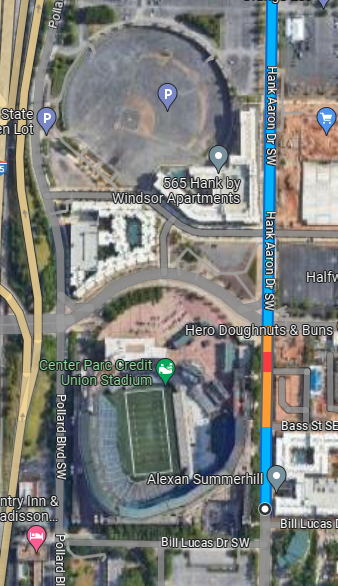 Hank Aaron Dr SW
State
en Lot
565 Hank by
Windsor Apartments
Hank Aaron Dr SW
Halfw
Hero Doughnuts & Buns
Center Parc Credit
Union Stadium
Pollard Blvd SW
Bass St SE
Alexan Summerhill
ntry Inn &
adisson...
Bill Lucas D
Bill Lucas Dr SW
Pollard Bl